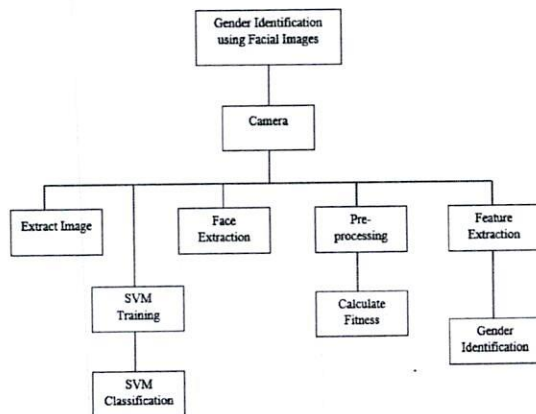 Gender Identification
using Facial Images
Camera
Extract Image
Face
Extraction
Pre-
processing
Feature
Extraction
SVM
Training
Calculate
Fitness
Gender
Identification
SVM
Classification